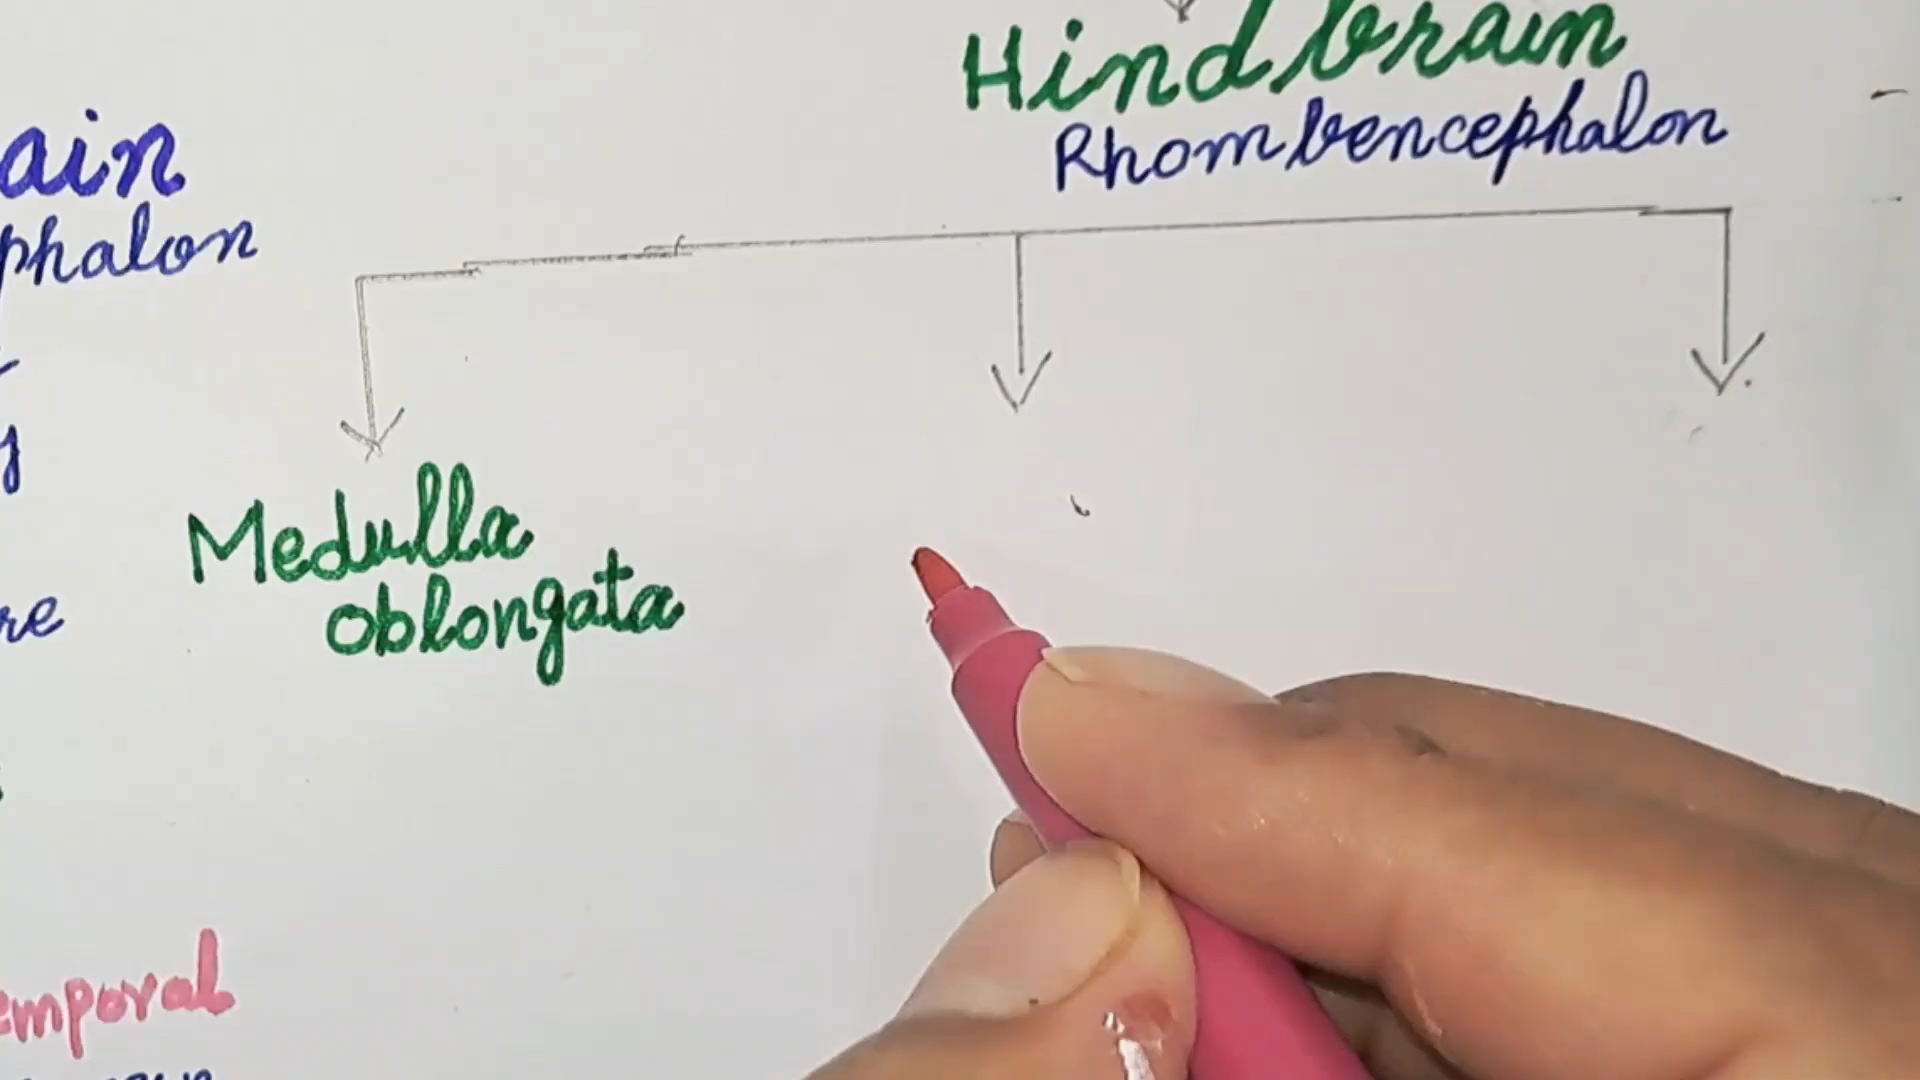 Hindbrain
Rhombencephalon
ain
phalon
Medulla
oblongata
re
emporal